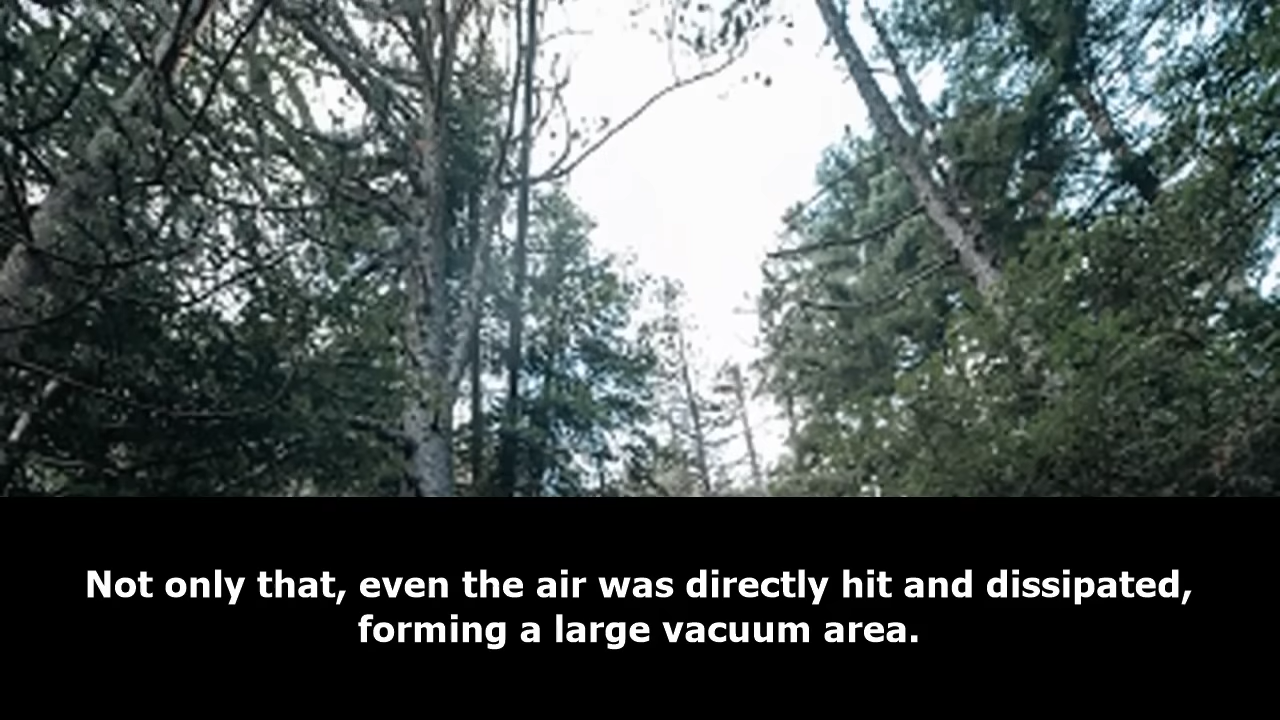 Not only that, even the air was directly hit and dissipated,
forming a large vacuum area.